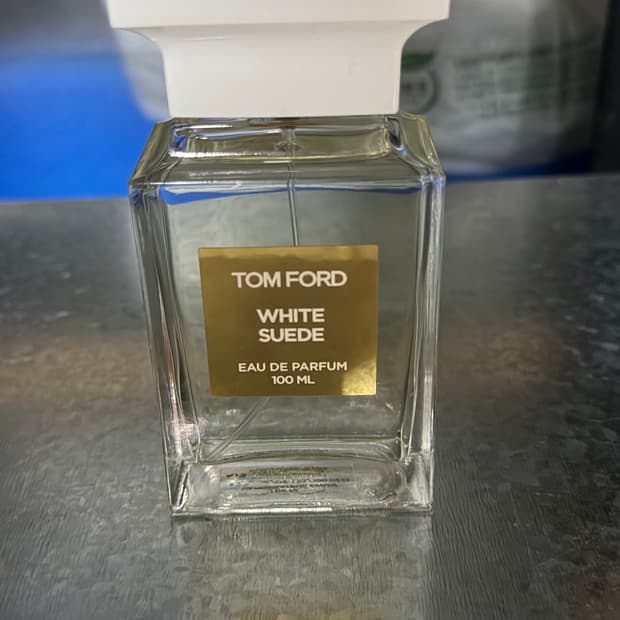 TOM FORD
WHITE
SUEDE
EAU DE PARFUM
100 ML